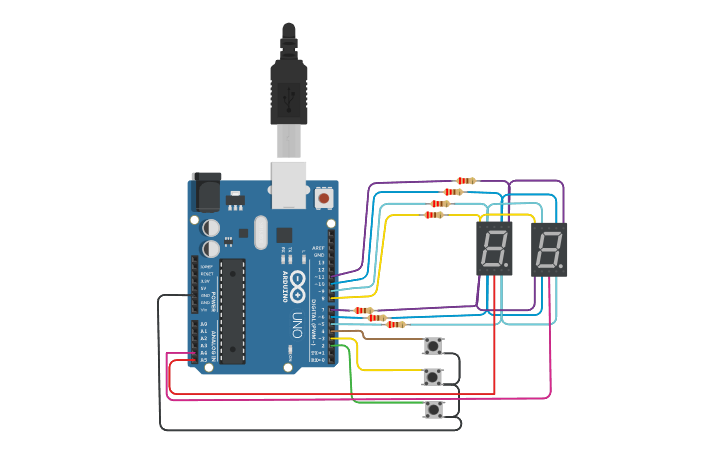 AREF
GND
13
12
~11
~10
~9
8
7
~6
~5
4
~3
2
TX→1
RX←0
DIGITAL (PWM~)
IOREF
RESET
3.3V
5V
GND
GND
Vin
POWER
A0
A1
A2
A3
A4
A5
ANALOG IN
ARDUINO
UNO
L
TX
RX
ON